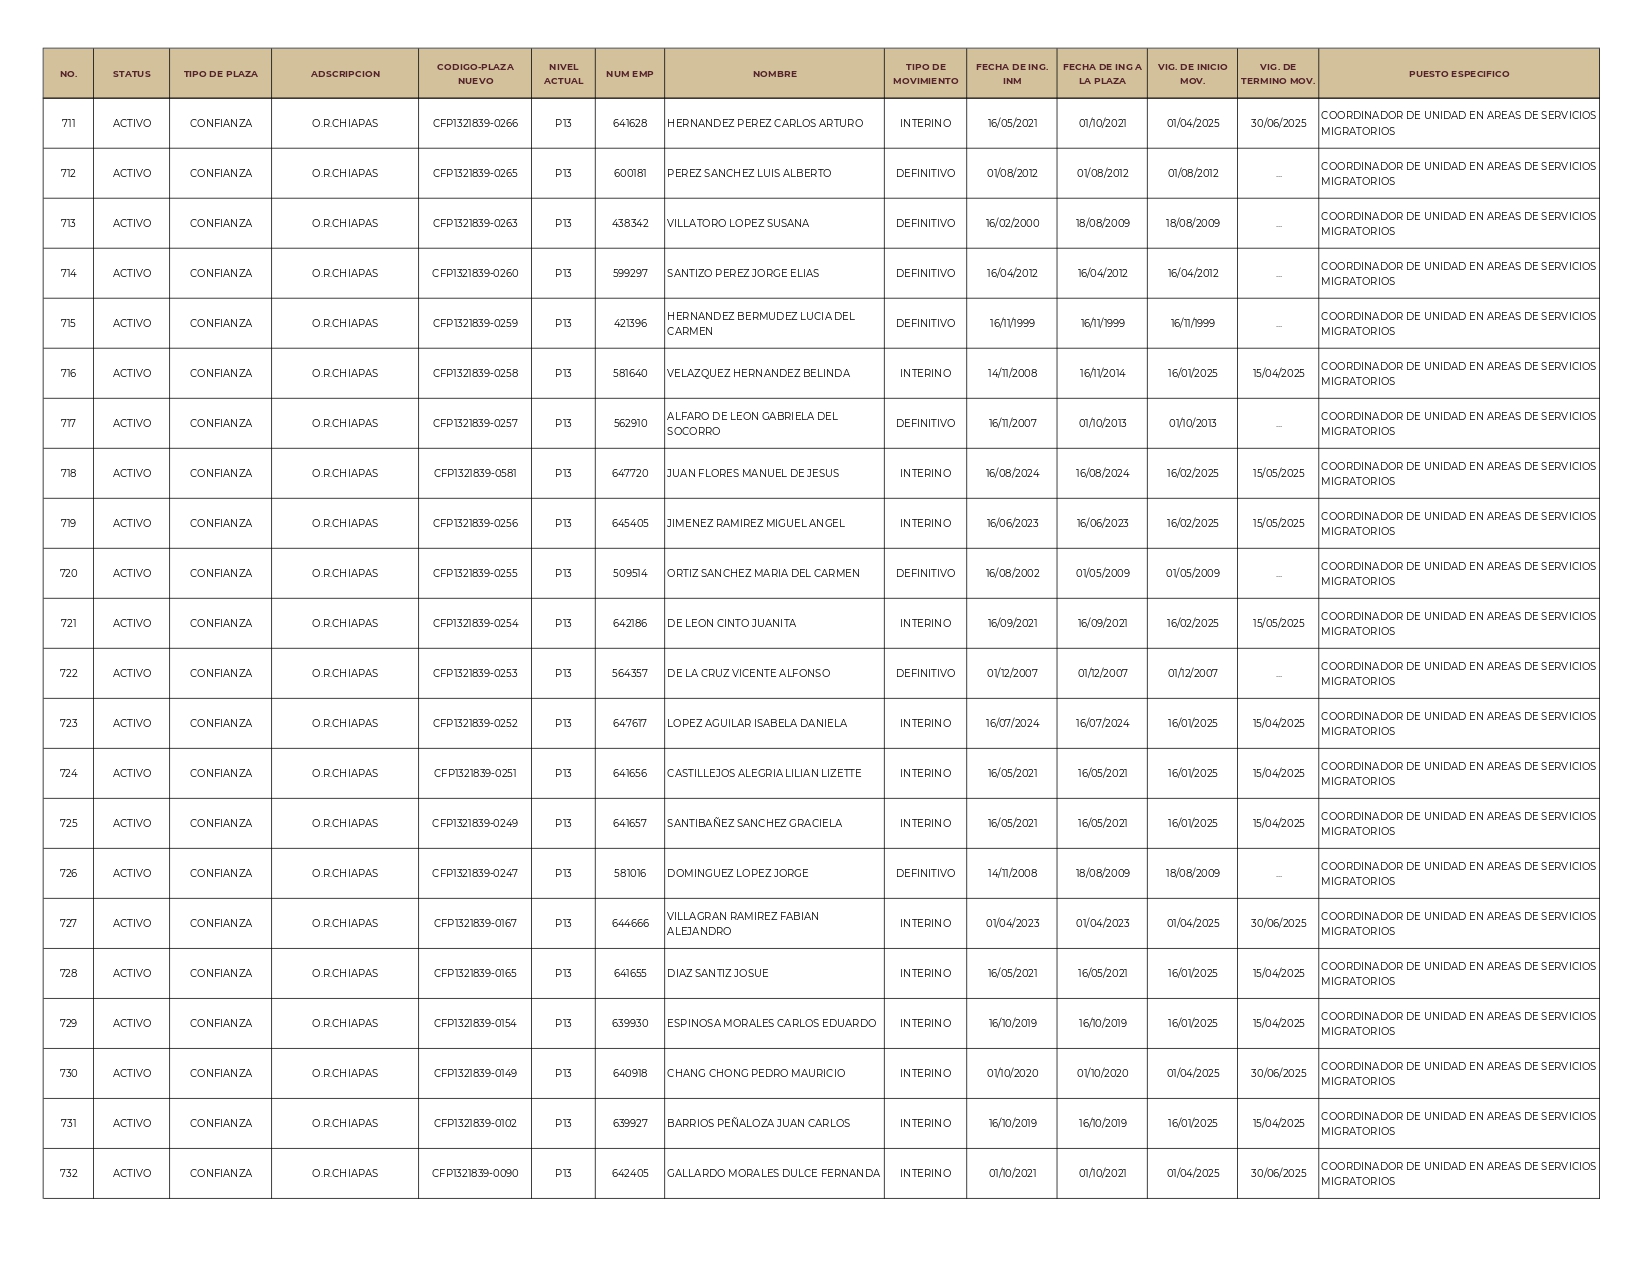 NO. STATUS TIPO DE PLAZA ADSCRIPCION CODIGO-PLAZA NUEVO NIVEL ACTUAL NUM EMP NOMBRE TIPO DE MOVIMIENTO FECHA DE ING. INM FECHA DE ING A LA PLAZA VIG. DE INICIO MOV. VIG. DE TERMINO MOV. PUESTO ESPECIFICO
711 ACTIVO CONFIANZA O.R.CHIAPAS CFP1321839-0266 P13 641628 HERNANDEZ PEREZ CARLOS ARTURO INTERINO 16/05/2021 01/10/2021 01/04/2025 30/06/2025 COORDINADOR DE UNIDAD EN AREAS DE SERVICIOS MIGRATORIOS
712 ACTIVO CONFIANZA O.R.CHIAPAS CFP1321839-0265 P13 600181 PEREZ SANCHEZ LUIS ALBERTO DEFINITIVO 01/08/2012 01/08/2012 01/08/2012 ... COORDINADOR DE UNIDAD EN AREAS DE SERVICIOS MIGRATORIOS
713 ACTIVO CONFIANZA O.R.CHIAPAS CFP1321839-0263 P13 438342 VILLATORO LOPEZ SUSANA DEFINITIVO 16/02/2000 18/08/2009 18/08/2009 ... COORDINADOR DE UNIDAD EN AREAS DE SERVICIOS MIGRATORIOS
714 ACTIVO CONFIANZA O.R.CHIAPAS CFP1321839-0260 P13 599297 SANTIZO PEREZ JORGE ELIAS DEFINITIVO 16/04/2012 16/04/2012 16/04/2012 ... COORDINADOR DE UNIDAD EN AREAS DE SERVICIOS MIGRATORIOS
715 ACTIVO CONFIANZA O.R.CHIAPAS CFP1321839-0259 P13 421396 HERNANDEZ BERMUDEZ LUCIA DEL CARMEN DEFINITIVO 16/11/1999 16/11/1999 16/11/1999 ... COORDINADOR DE UNIDAD EN AREAS DE SERVICIOS MIGRATORIOS
716 ACTIVO CONFIANZA O.R.CHIAPAS CFP1321839-0258 P13 581640 VELAZQUEZ HERNANDEZ BELINDA INTERINO 14/11/2008 16/11/2014 16/01/2025 15/04/2025 COORDINADOR DE UNIDAD EN AREAS DE SERVICIOS MIGRATORIOS
717 ACTIVO CONFIANZA O.R.CHIAPAS CFP1321839-0257 P13 562910 ALFARO DE LEON GABRIELA DEL SOCORRO DEFINITIVO 16/11/2007 01/10/2013 01/10/2013 ... COORDINADOR DE UNIDAD EN AREAS DE SERVICIOS MIGRATORIOS
718 ACTIVO CONFIANZA O.R.CHIAPAS CFP1321839-0581 P13 647720 JUAN FLORES MANUEL DE JESUS INTERINO 16/08/2024 16/08/2024 16/02/2025 15/05/2025 COORDINADOR DE UNIDAD EN AREAS DE SERVICIOS MIGRATORIOS
719 ACTIVO CONFIANZA O.R.CHIAPAS CFP1321839-0256 P13 645405 JIMENEZ RAMIREZ MIGUEL ANGEL INTERINO 16/06/2023 16/06/2023 16/02/2025 15/05/2025 COORDINADOR DE UNIDAD EN AREAS DE SERVICIOS MIGRATORIOS
720 ACTIVO CONFIANZA O.R.CHIAPAS CFP1321839-0255 P13 509514 ORTIZ SANCHEZ MARIA DEL CARMEN DEFINITIVO 16/08/2002 01/05/2009 01/05/2009 ... COORDINADOR DE UNIDAD EN AREAS DE SERVICIOS MIGRATORIOS
721 ACTIVO CONFIANZA O.R.CHIAPAS CFP1321839-0254 P13 642186 DE LEON CINTO JUANITA INTERINO 16/09/2021 16/09/2021 16/02/2025 15/05/2025 COORDINADOR DE UNIDAD EN AREAS DE SERVICIOS MIGRATORIOS
722 ACTIVO CONFIANZA O.R.CHIAPAS CFP1321839-0253 P13 564357 DE LA CRUZ VICENTE ALFONSO DEFINITIVO 01/12/2007 01/12/2007 01/12/2007 ... COORDINADOR DE UNIDAD EN AREAS DE SERVICIOS MIGRATORIOS
723 ACTIVO CONFIANZA O.R.CHIAPAS CFP1321839-0252 P13 647617 LOPEZ AGUILAR ISABELA DANIELA INTERINO 16/07/2024 16/07/2024 16/01/2025 15/04/2025 COORDINADOR DE UNIDAD EN AREAS DE SERVICIOS MIGRATORIOS
724 ACTIVO CONFIANZA O.R.CHIAPAS CFP1321839-0251 P13 641656 CASTILLEJOS ALEGRIA LILIAN LIZETTE INTERINO 16/05/2021 16/05/2021 16/01/2025 15/04/2025 COORDINADOR DE UNIDAD EN AREAS DE SERVICIOS MIGRATORIOS
725 ACTIVO CONFIANZA O.R.CHIAPAS CFP1321839-0249 P13 641657 SANTIBAÑEZ SANCHEZ GRACIELA INTERINO 16/05/2021 16/05/2021 16/01/2025 15/04/2025 COORDINADOR DE UNIDAD EN AREAS DE SERVICIOS MIGRATORIOS
726 ACTIVO CONFIANZA O.R.CHIAPAS CFP1321839-0247 P13 581016 DOMINGUEZ LOPEZ JORGE DEFINITIVO 14/11/2008 18/08/2009 18/08/2009 ... COORDINADOR DE UNIDAD EN AREAS DE SERVICIOS MIGRATORIOS
727 ACTIVO CONFIANZA O.R.CHIAPAS CFP1321839-0167 P13 644666 VILLAGRAN RAMIREZ FABIAN ALEJANDRO INTERINO 01/04/2023 01/04/2023 01/04/2025 30/06/2025 COORDINADOR DE UNIDAD EN AREAS DE SERVICIOS MIGRATORIOS
728 ACTIVO CONFIANZA O.R.CHIAPAS CFP1321839-0165 P13 641655 DIAZ SANTIZ JOSUE INTERINO 16/05/2021 16/05/2021 16/01/2025 15/04/2025 COORDINADOR DE UNIDAD EN AREAS DE SERVICIOS MIGRATORIOS
729 ACTIVO CONFIANZA O.R.CHIAPAS CFP1321839-0154 P13 639930 ESPINOSA MORALES CARLOS EDUARDO INTERINO 16/10/2019 16/10/2019 16/01/2025 15/04/2025 COORDINADOR DE UNIDAD EN AREAS DE SERVICIOS MIGRATORIOS
730 ACTIVO CONFIANZA O.R.CHIAPAS CFP1321839-0149 P13 640918 CHANG CHONG PEDRO MAURICIO INTERINO 01/10/2020 01/10/2020 01/04/2025 30/06/2025 COORDINADOR DE UNIDAD EN AREAS DE SERVICIOS MIGRATORIOS
731 ACTIVO CONFIANZA O.R.CHIAPAS CFP1321839-0102 P13 639927 BARRIOS PEÑALOZA JUAN CARLOS INTERINO 16/10/2019 16/10/2019 16/01/2025 15/04/2025 COORDINADOR DE UNIDAD EN AREAS DE SERVICIOS MIGRATORIOS
732 ACTIVO CONFIANZA O.R.CHIAPAS CFP1321839-0090 P13 642405 GALLARDO MORALES DULCE FERNANDA INTERINO 01/10/2021 01/10/2021 01/04/2025 30/06/2025 COORDINADOR DE UNIDAD EN AREAS DE SERVICIOS MIGRATORIOS